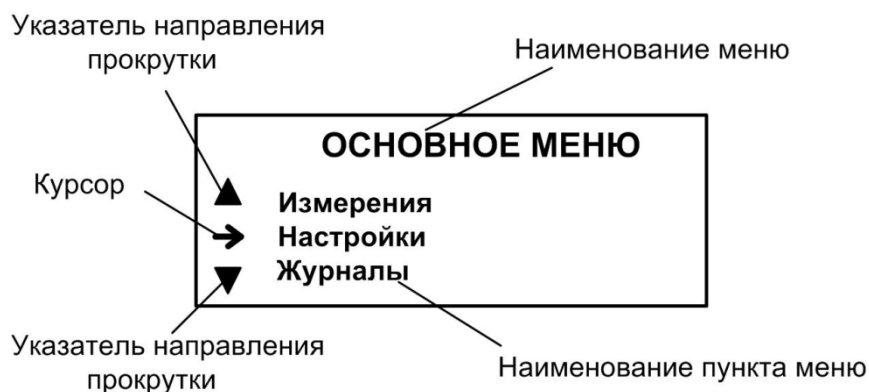 Указатель направления
прокрутки
Наименование меню
ОСНОВНОЕ МЕНЮ
Курсор
Измерения
Настройки
Журналы
Указатель направления
прокрутки
Наименование пункта меню